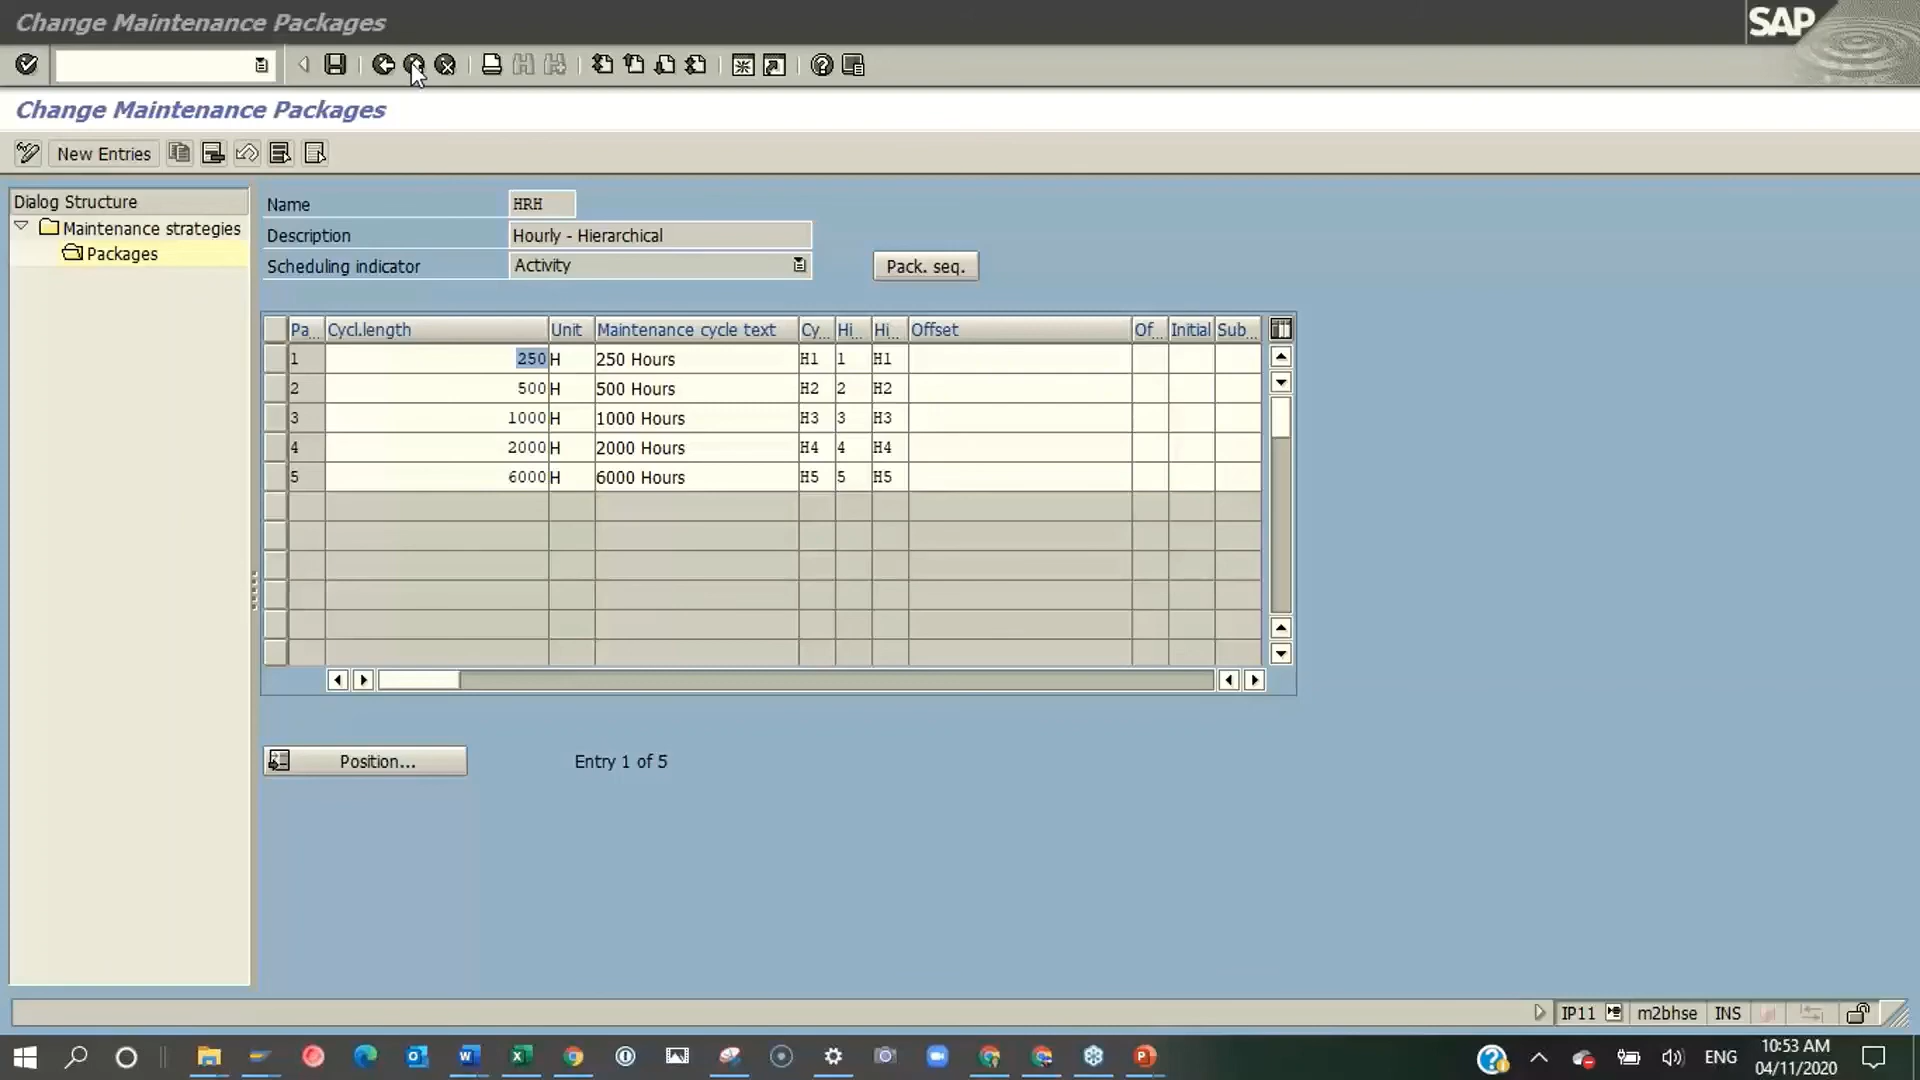 Change Maintenance Packages
SAP
Change Maintenance Packages
New Entries
Dialog Structure
Maintenance strategies
Packages
Name HRH
Description Hourly - Hierarchical
Scheduling indicator Activity Pack. seq.
Pa... Cycl.length Unit Maintenance cycle text Cy... Hi... Hi... Offset Of... Initial Sub...
1 250 H 250 Hours H1 1 H1
2 500 H 500 Hours H2 2 H2
3 1000 H 1000 Hours H3 3 H3
4 2000 H 2000 Hours H4 4 H4
5 6000 H 6000 Hours H5 5 H5
Position... Entry 1 of 5
IP11 m2bhse INS
ENG 10:53 AM
04/11/2020